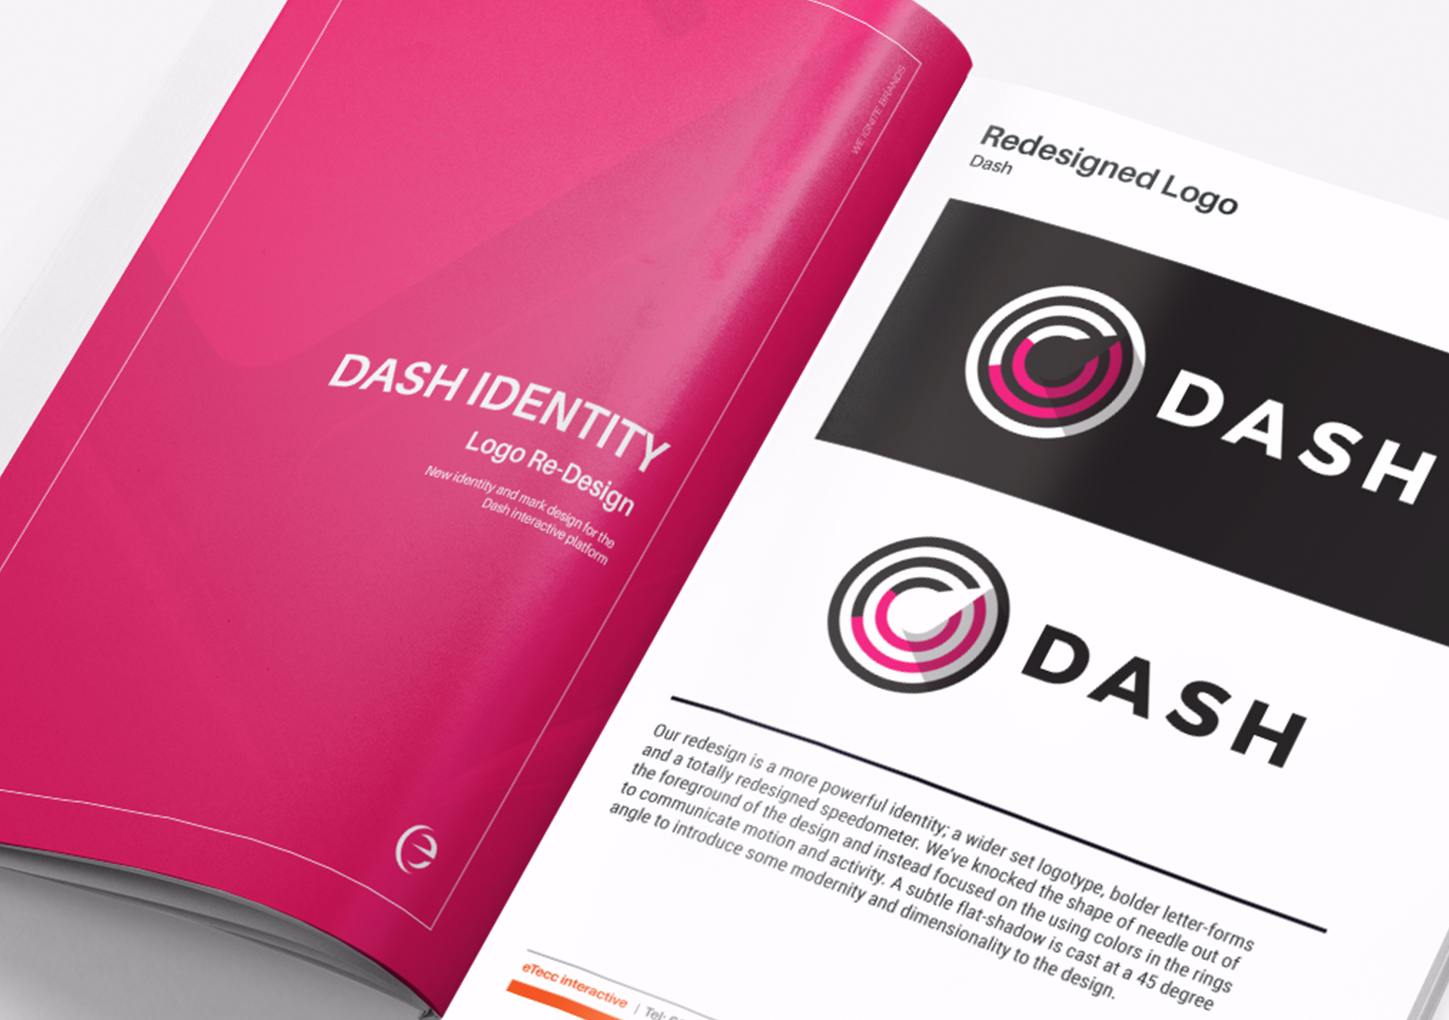 WE IGNITE BRANDS
DASH IDENTITY
Logo Re-Design
New identity and mark design for the
Dash interactive platform
Redesigned Logo
Dash
DASH
DASH
Our redesign is a more powerful identity; a wider set logotype, bolder letter-forms
and a totally redesigned speedometer. We've knocked the shape of needle out of
the foreground of the design and instead focused on the using colors in the rings
to communicate motion and activity. A subtle flat-shadow is cast at a 45 degree
angle to introduce some modernity and dimensionality to the design.
eTecc interactive | Tel: